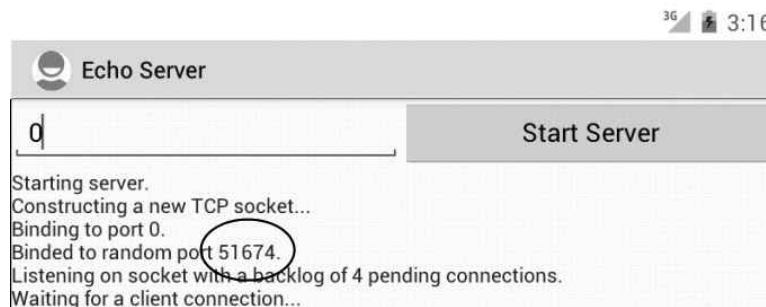 3G 3:16
Echo Server
0 Start Server
Starting server.
Constructing a new TCP socket...
Binding to port 0.
Binded to random port 51674.
Listening on socket with a backlog of 4 pending connections.
Waiting for a client connection...